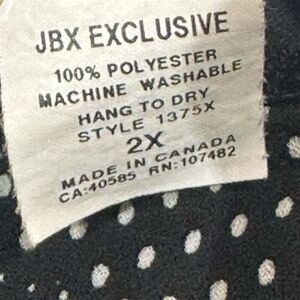 JBX EXCLUSIVE
100% POLYESTER
MACHINE WASHABLE
HANG TO DRY
STYLE 1375X
2X
MADE IN CANADA
CA:40585 RN:107482